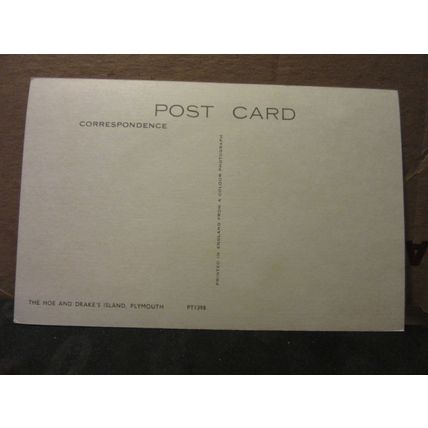 POST CARD
CORRESPONDENCE
PRINTED IN ENGLAND FROM A COLOUR PHOTOGRAPH
THE HOE AND DRAKE'S ISLAND, PLYMOUTH PT1398